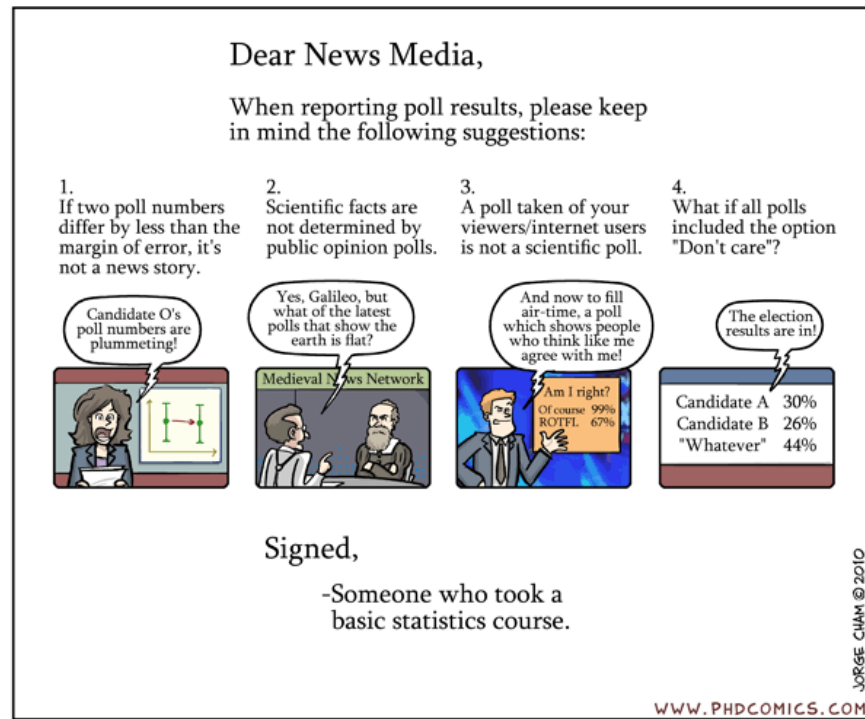 Dear News Media,
When reporting poll results, please keep
in mind the following suggestions:
1.
If two poll numbers
differ by less than the
margin of error, it's
not a news story.
Candidate O's
poll numbers are
plummeting!
2.
Scientific facts are
not determined by
public opinion polls.
Yes, Galileo, but
what of the latest
polls that show the
earth is flat?
Medieval News Network
3.
A poll taken of your
viewers/internet users
is not a scientific poll.
And now to fill
air-time, a poll
which shows people
who think like me
agree with me!
Am I right?
Of course 99%
ROTFL 67%
4.
What if all polls
included the option
"Don't care"?
The election
results are in!
Candidate A 30%
Candidate B 26%
"Whatever" 44%
Signed,
-Someone who took a
basic statistics course.
JORGE CHAM © 2010
WWW.PHDCOMICS.COM